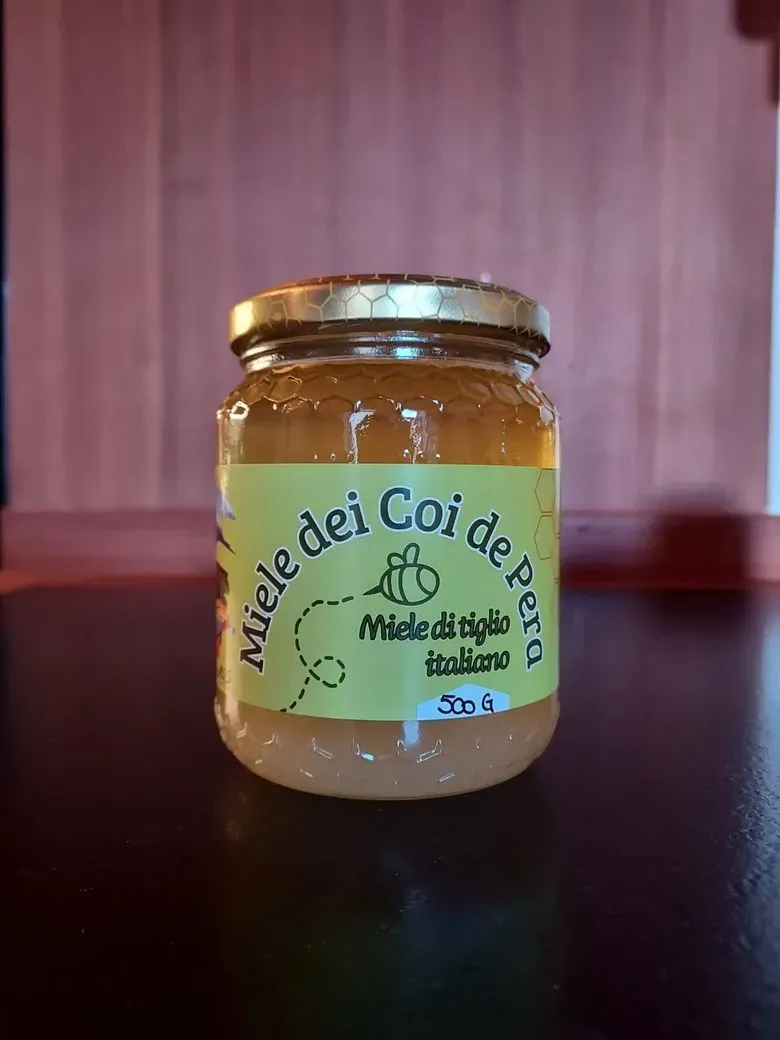 Miele dei Coi de Pera
Miele di tiglio
italiano
500 G